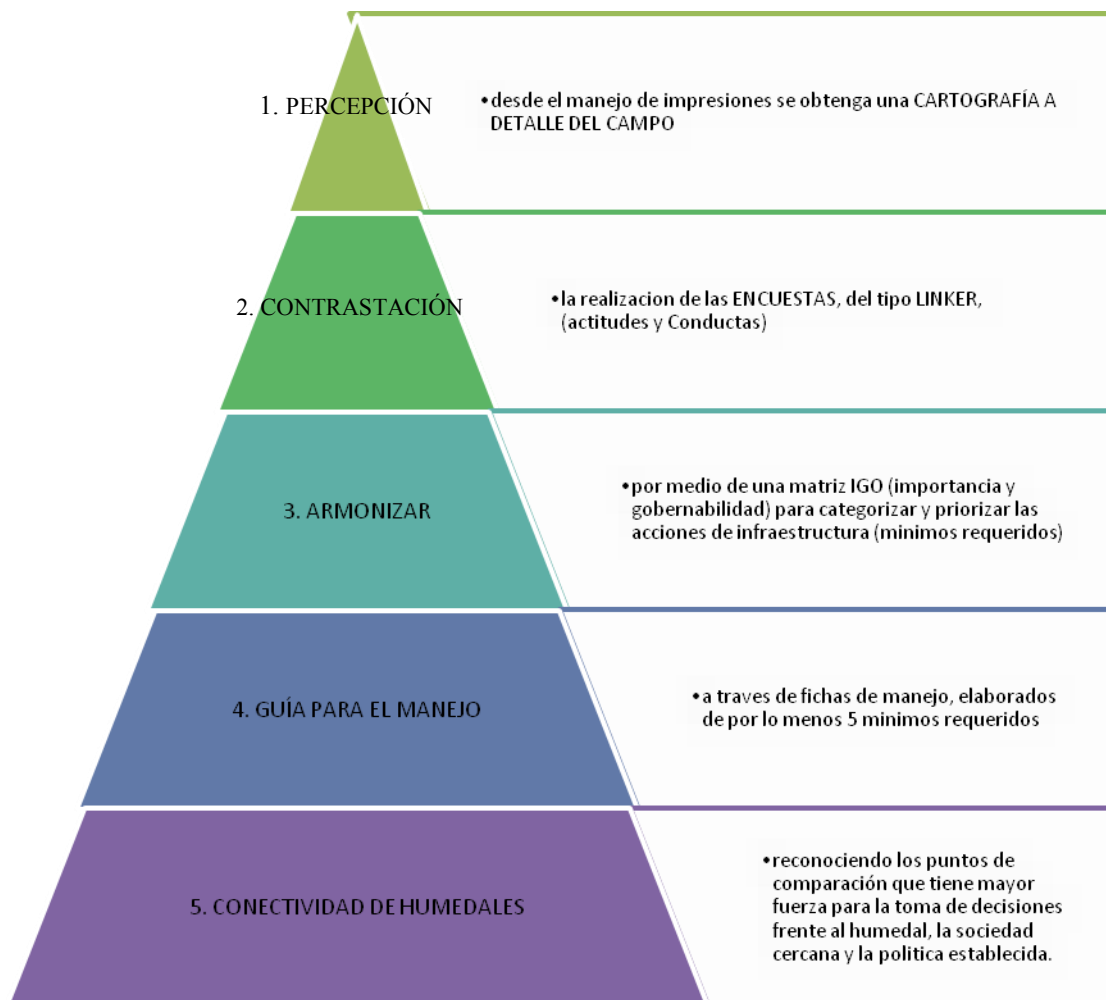 1. PERCEPCIÓN
•desde el manejo de impresiones se obtenga una CARTOGRAFÍA A
DETALLE DEL CAMPO
2. CONTRASTACIÓN
•la realizacion de las ENCUESTAS, del tipo LINKER,
(actitudes y Conductas)
3. ARMONIZAR
•por medio de una matriz IGO (importancia y
gobernabilidad) para categorizar y priorizar las
acciones de infraestructura (minimos requeridos)
4. GUÍA PARA EL MANEJO
•a traves de fichas de manejo, elaborados
de por lo menos 5 minimos requeridos
5. CONECTIVIDAD DE HUMEDALES
•reconociendo los puntos de
comparación que tiene mayor
fuerza para la toma de decisiones
frente al humedal, la sociedad
cercana y la politica establecida.